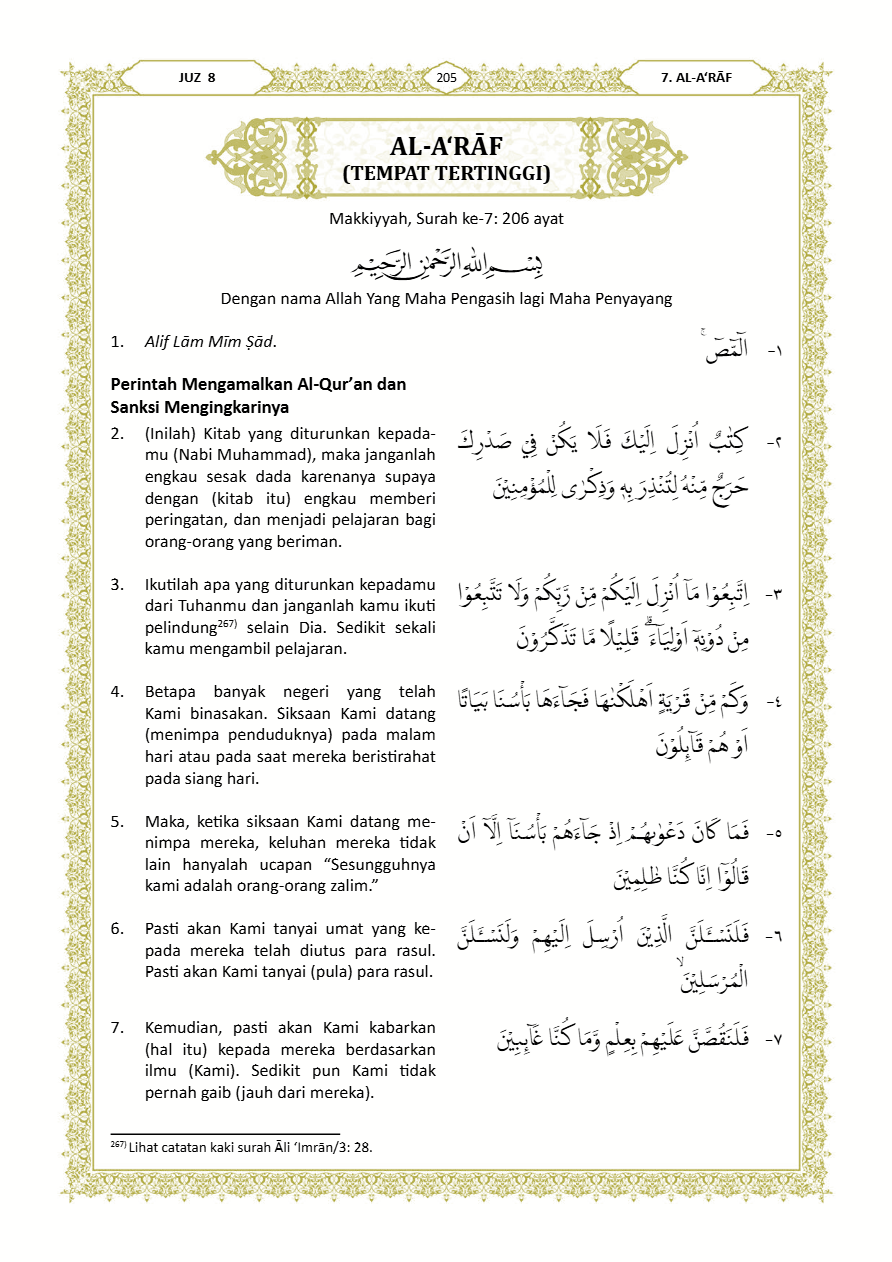 JUZ 8
205
7. AL-A‘RĀF
AL-A‘RĀF
(TEMPAT TERTINGGI)
Makkiyyah, Surah ke-7: 206 ayat
بِسْمِ اللّٰهِ الرَّحْمٰنِ الرَّحِيْمِ
Dengan nama Allah Yang Maha Pengasih lagi Maha Penyayang
1. Alif Lām Mīm Ṣād.
١- الۤمّۤصۤ ۚ
Perintah Mengamalkan Al-Qur’an dan
Sanksi Mengingkarinya
2. (Inilah) Kitab yang diturunkan kepada-
mu (Nabi Muhammad), maka janganlah
engkau sesak dada karenanya supaya
dengan (kitab itu) engkau memberi
peringatan, dan menjadi pelajaran bagi
orang-orang yang beriman.
٢- كِتٰبٌ اُنْزِلَ اِلَيْكَ فَلَا يَكُنْ فِيْ صَدْرِكَ
حَرَجٌ مِّنْهُ لِتُنْذِرَ بِهٖ وَذِكْرٰى لِلْمُؤْمِنِيْنَ
3. Ikutilah apa yang diturunkan kepadamu
dari Tuhanmu dan janganlah kamu ikuti
pelindung²⁶⁷⁾ selain Dia. Sedikit sekali
kamu mengambil pelajaran.
٣- اِتَّبِعُوْا مَآ اُنْزِلَ اِلَيْكُمْ مِّنْ رَّبِّكُمْ وَلَا تَتَّبِعُوْا
مِنْ دُوْنِهٖٓ اَوْلِيَاۤءَۗ قَلِيْلًا مَّا تَذَكَّرُوْنَ
4. Betapa banyak negeri yang telah
Kami binasakan. Siksaan Kami datang
(menimpa penduduknya) pada malam
hari atau pada saat mereka beristirahat
pada siang hari.
٤- وَكَمْ مِّنْ قَرْيَةٍ اَهْلَكْنٰهَا فَجَاۤءَهَا بَأْسُنَا بَيَاتًا
اَوْ هُمْ قَاۤىِٕلُوْنَ
5. Maka, ketika siksaan Kami datang me-
nimpa mereka, keluhan mereka tidak
lain hanyalah ucapan “Sesungguhnya
kami adalah orang-orang zalim.”
٥- فَمَا كَانَ دَعْوٰىهُمْ اِذْ جَاۤءَهُمْ بَأْسُنَآ اِلَّآ اَنْ
قَالُوْٓا اِنَّا كُنَّا ظٰلِمِيْنَ
6. Pasti akan Kami tanyai umat yang ke-
pada mereka telah diutus para rasul.
Pasti akan Kami tanyai (pula) para rasul.
٦- فَلَنَسْـَٔلَنَّ الَّذِيْنَ اُرْسِلَ اِلَيْهِمْ وَلَنَسْـَٔلَنَّ
الْمُرْسَلِيْنَۙ
7. Kemudian, pasti akan Kami kabarkan
(hal itu) kepada mereka berdasarkan
ilmu (Kami). Sedikit pun Kami tidak
pernah gaib (jauh dari mereka).
٧- فَلَنَقُصَّنَّ عَلَيْهِمْ بِعِلْمٍ وَّمَا كُنَّا غَاۤىِٕبِيْنَ
²⁶⁷⁾ Lihat catatan kaki surah Āli ‘Imrān/3: 28.